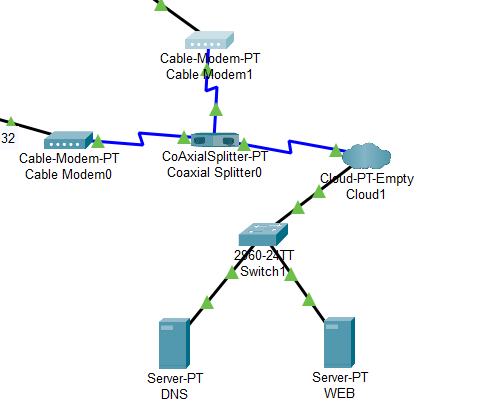 Cable-Modem-PT
Cable Modem1
32
Cable-Modem-PT
Cable Modem0
CoAxialSplitter-PT
Coaxial Splitter0
Cloud-PT-Empty
Cloud1
2960-24TT
Switch1
Server-PT
DNS
Server-PT
WEB